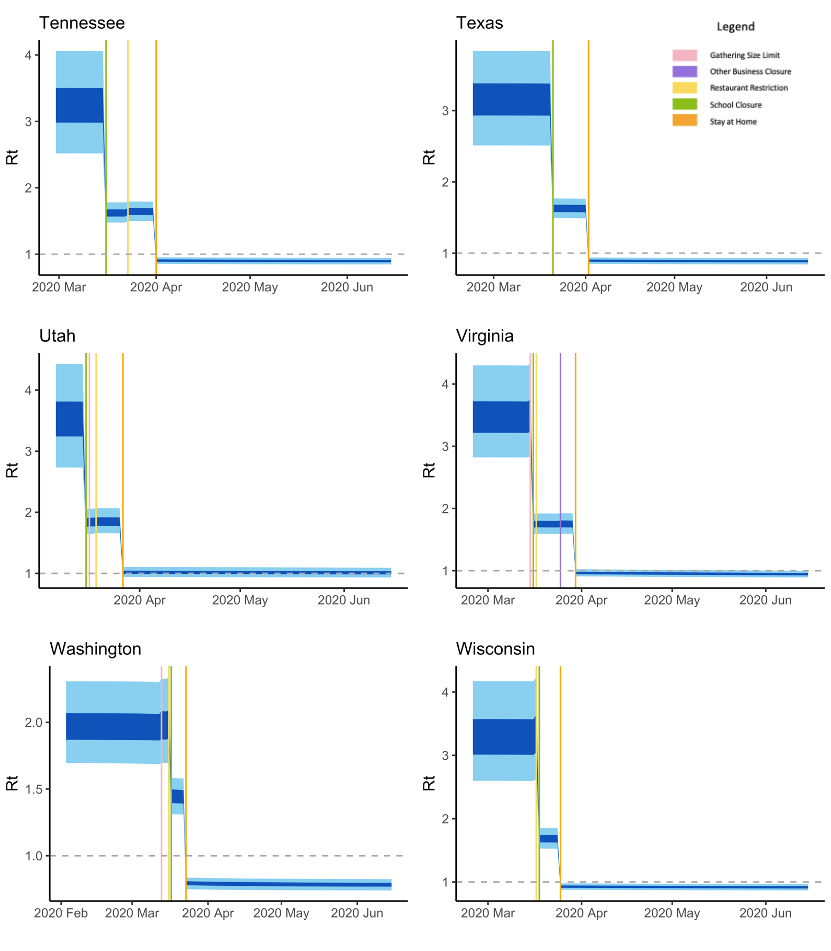 Tennessee
Rt
4
3
2
1
2020 Mar 2020 Apr 2020 May 2020 Jun
Texas
Rt
3
2
1
2020 Mar 2020 Apr 2020 May 2020 Jun
Legend
Gathering Size Limit
Other Business Closure
Restaurant Restriction
School Closure
Stay at Home
Utah
Rt
4
3
2
1
2020 Apr 2020 May 2020 Jun
Virginia
Rt
4
3
2
1
2020 Mar 2020 Apr 2020 May 2020 Jun
Washington
Rt
2.0
1.5
1.0
2020 Feb 2020 Mar 2020 Apr 2020 May 2020 Jun
Wisconsin
Rt
4
3
2
1
2020 Mar 2020 Apr 2020 May 2020 Jun